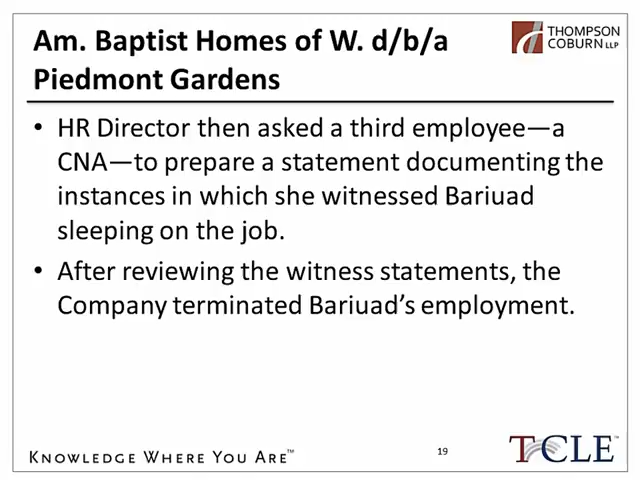 Am. Baptist Homes of W. d/b/a
Piedmont Gardens
THOMPSON
COBURN LLP
• HR Director then asked a third employee—a
CNA—to prepare a statement documenting the
instances in which she witnessed Bariuad
sleeping on the job.
• After reviewing the witness statements, the
Company terminated Bariuad’s employment.
KNOWLEDGE WHERE YOU ARE™
19
TCLE™